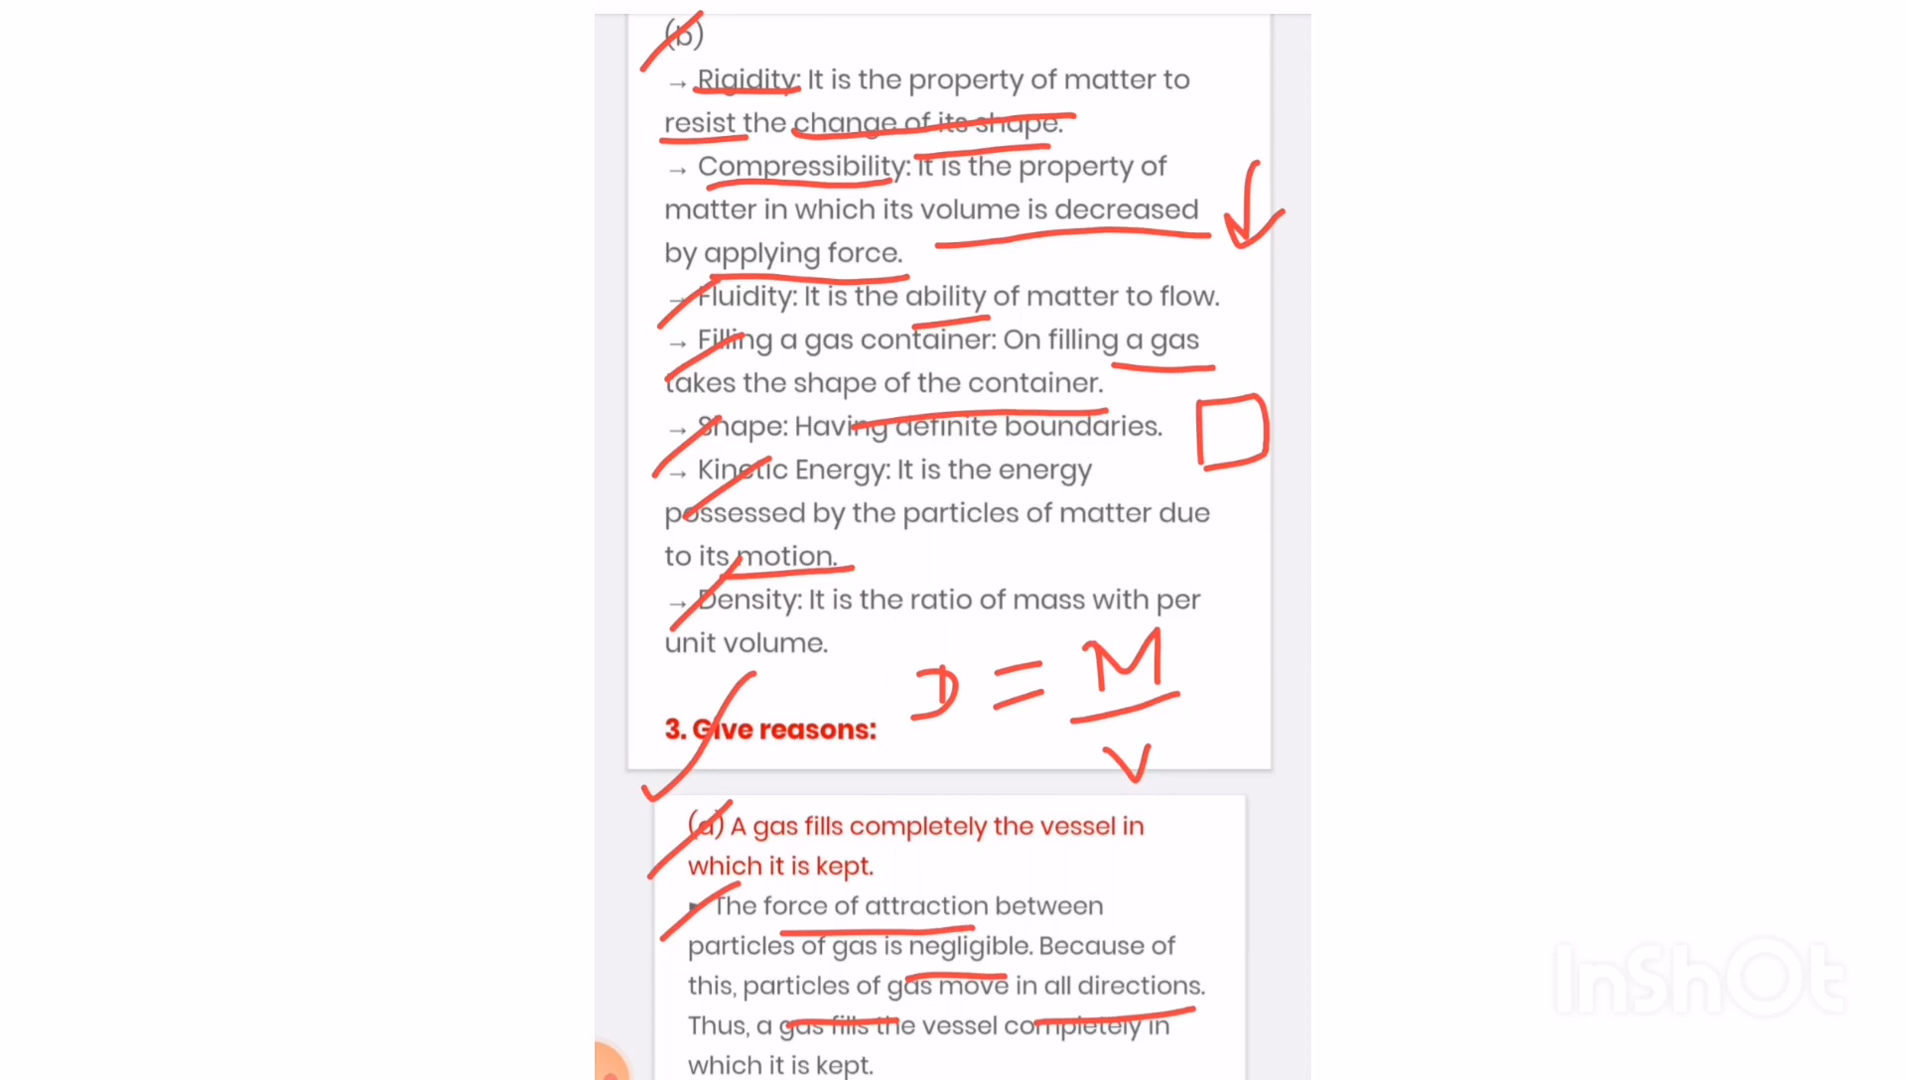 (b)
→ Rigidity: It is the property of matter to
resist the change of its shape.
→ Compressibility: It is the property of
matter in which its volume is decreased
by applying force.
→ Fluidity: It is the ability of matter to flow.
→ Filling a gas container: On filling a gas
takes the shape of the container.
→ Shape: Having definite boundaries.
→ Kinetic Energy: It is the energy
possessed by the particles of matter due
to its motion.
→ Density: It is the ratio of mass with per
unit volume.
D = M
V
3. Give reasons:
(a) A gas fills completely the vessel in
which it is kept.
► The force of attraction between
particles of gas is negligible. Because of
this, particles of gas move in all directions.
Thus, a gas fills the vessel completely in
which it is kept.
InShOt